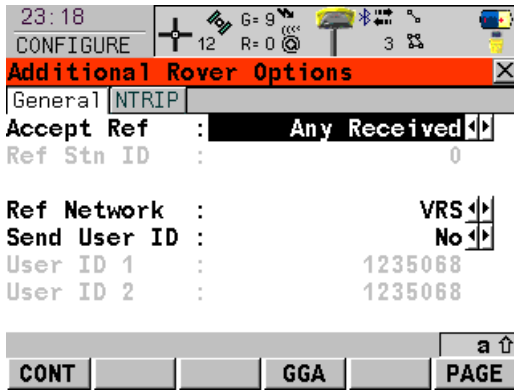 23:18
CONFIGURE
12
G= 9
R= 0
3
Additional Rover Options
General NTRIP
Accept Ref : Any Received
Ref Stn ID : 0
Ref Network : VRS
Send User ID : No
User ID 1 : 1235068
User ID 2 : 1235068
a
CONT GGA PAGE